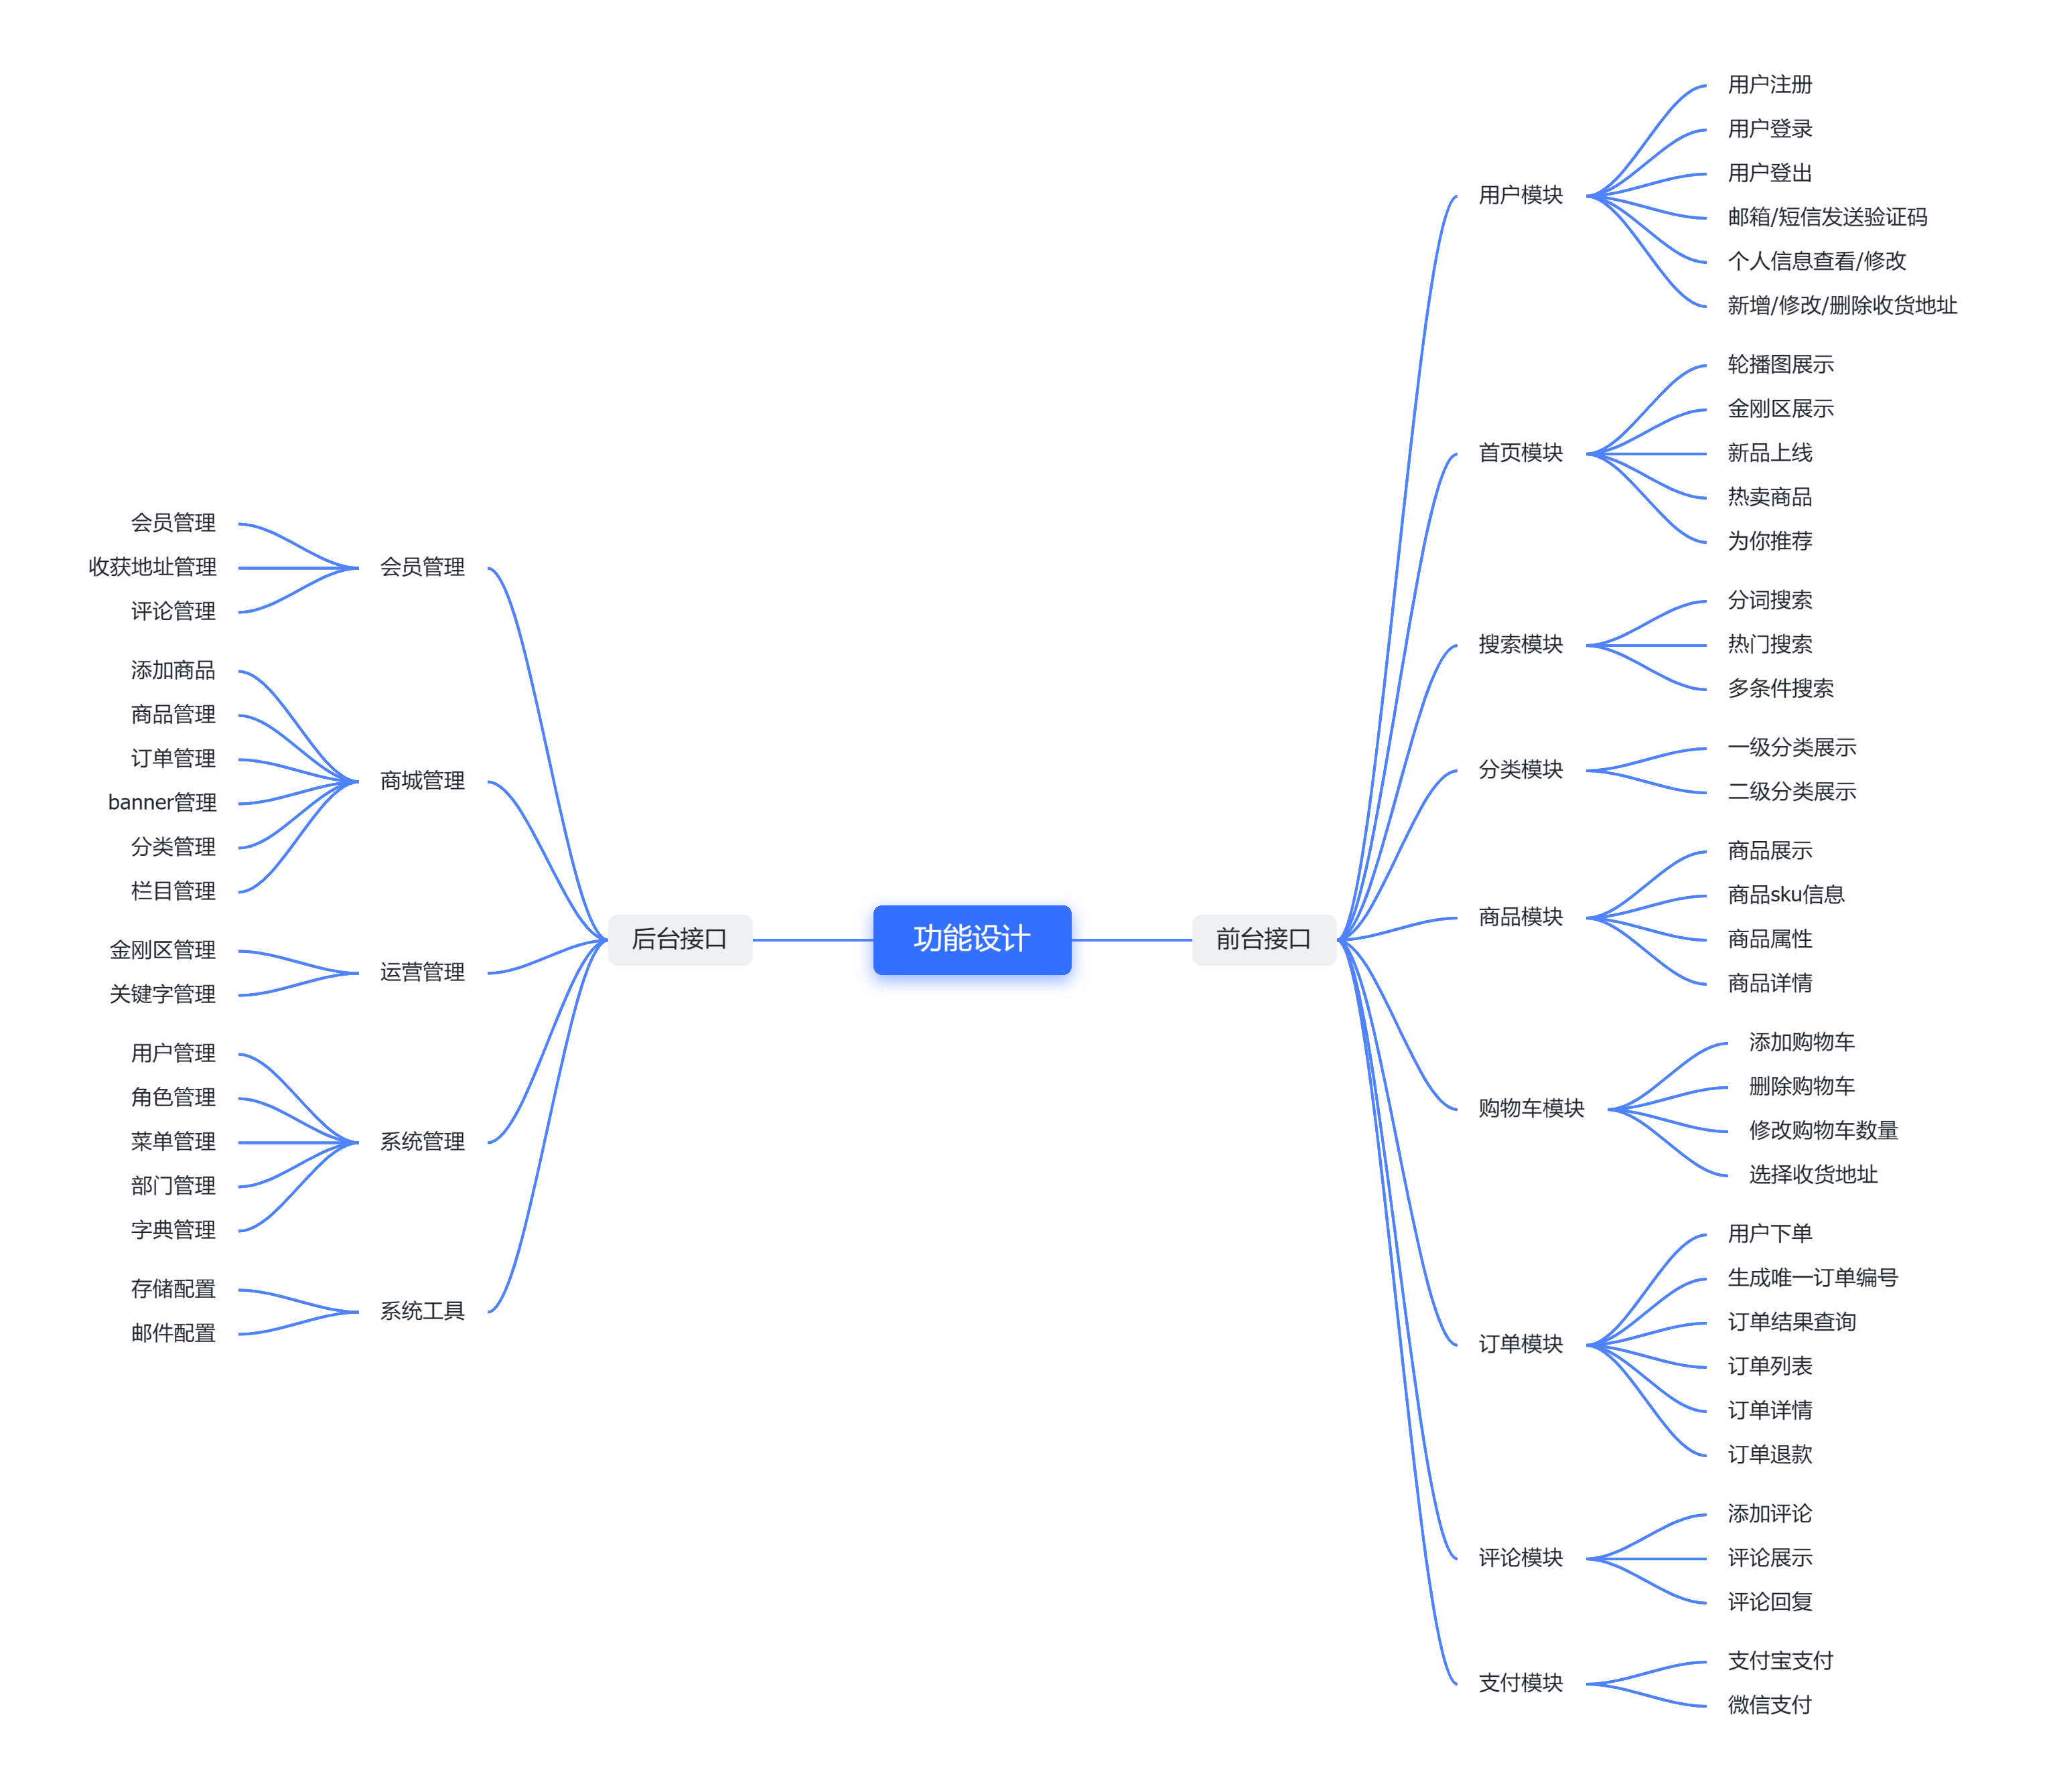 功能设计
后台接口
会员管理
会员管理
收获地址管理
评论管理
商城管理
添加商品
商品管理
订单管理
banner管理
分类管理
栏目管理
运营管理
金刚区管理
关键字管理
系统管理
用户管理
角色管理
菜单管理
部门管理
字典管理
系统工具
存储配置
邮件配置
前台接口
用户模块
用户注册
用户登录
用户登出
邮箱/短信发送验证码
个人信息查看/修改
新增/修改/删除收货地址
首页模块
轮播图展示
金刚区展示
新品上线
热卖商品
为你推荐
搜索模块
分词搜索
热门搜索
多条件搜索
分类模块
一级分类展示
二级分类展示
商品模块
商品展示
商品sku信息
商品属性
商品详情
购物车模块
添加购物车
删除购物车
修改购物车数量
选择收货地址
订单模块
用户下单
生成唯一订单编号
订单结果查询
订单列表
订单详情
订单退款
评论模块
添加评论
评论展示
评论回复
支付模块
支付宝支付
微信支付